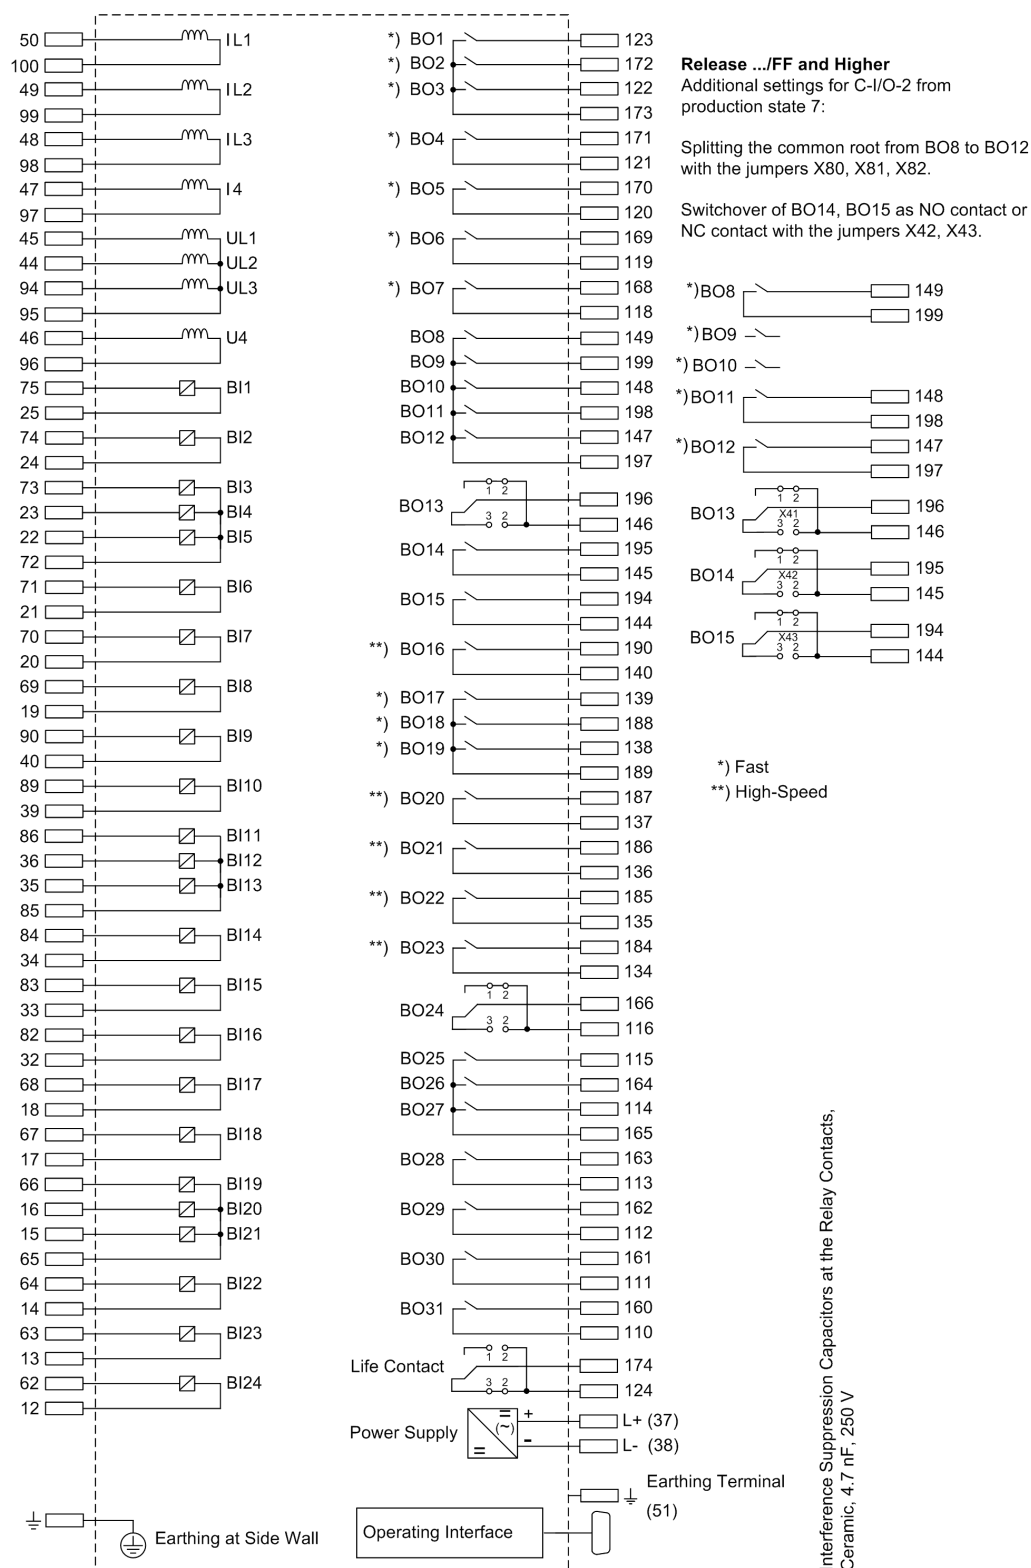 50 IL1
100
49 IL2
99
48 IL3
98
47 I4
97
45 UL1
44 UL2
94 UL3
95
46 U4
96
75 BI1
25
74 BI2
24
73 BI3
23 BI4
22 BI5
72
71 BI6
21
70 BI7
20
69 BI8
19
90 BI9
40
89 BI10
39
86 BI11
36 BI12
35 BI13
85
84 BI14
34
83 BI15
33
82 BI16
32
68 BI17
18
67 BI18
17
66 BI19
16 BI20
15 BI21
65
64 BI22
14
63 BI23
13
62 BI24
12
Earthing at Side Wall
*) BO1 123
*) BO2 172
*) BO3 122
173
*) BO4 171
121
*) BO5 170
120
*) BO6 169
119
*) BO7 168
118
BO8 149
BO9 199
BO10 148
BO11 198
BO12 147
197
1 2
BO13 196
3 2
146
BO14 195
145
BO15 194
144
**) BO16 190
140
*) BO17 139
*) BO18 188
*) BO19 138
189
**) BO20 187
137
**) BO21 186
136
**) BO22 185
135
**) BO23 184
134
1 2
BO24 166
3 2
116
BO25 115
BO26 164
BO27 114
165
BO28 163
113
BO29 162
112
BO30 161
111
BO31 160
110
1 2
Life Contact 174
3 2
124
Power Supply = (~) = + L+ (37)
- L- (38)
Earthing Terminal
(51)
Operating Interface
Release .../FF and Higher
Additional settings for C-I/O-2 from
production state 7:
Splitting the common root from BO8 to BO12
with the jumpers X80, X81, X82.
Switchover of BO14, BO15 as NO contact or
NC contact with the jumpers X42, X43.
*)BO8 149
199
*)BO9
*)BO10
*)BO11 148
198
*)BO12 147
197
1 2
BO13 X41 196
3 2
146
1 2
BO14 X42 195
3 2
145
1 2
BO15 X43 194
3 2
144
*) Fast
**) High-Speed
nterference Suppression Capacitors at the Relay Contacts,
Ceramic, 4.7 nF, 250 V